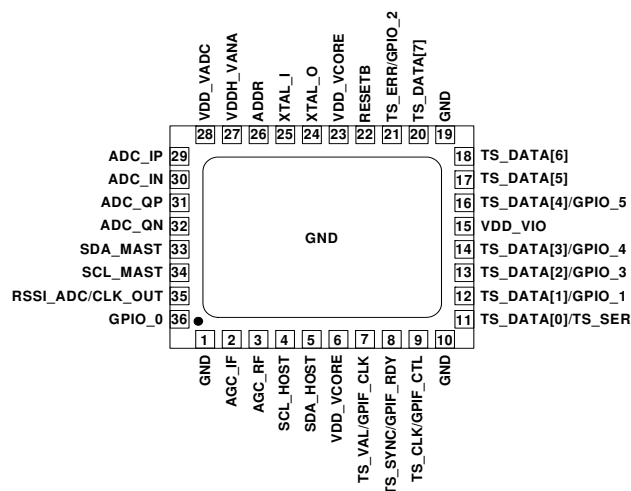 VDD_VADC
VDDH_VANA
ADDR
XTAL_I
XTAL_O
VDD_VCORE
RESETB
TS_ERR/GPIO_2
TS_DATA[7]
GND
28 27 26 25 24 23 22 21 20 19
ADC_IP 29
ADC_IN 30
ADC_QP 31
ADC_QN 32
SDA_MAST 33
SCL_MAST 34
RSSI_ADC/CLK_OUT 35
GPIO_0 36
GND
18 TS_DATA[6]
17 TS_DATA[5]
16 TS_DATA[4]/GPIO_5
15 VDD_VIO
14 TS_DATA[3]/GPIO_4
13 TS_DATA[2]/GPIO_3
12 TS_DATA[1]/GPIO_1
11 TS_DATA[0]/TS_SER
1 2 3 4 5 6 7 8 9 10
GND
AGC_IF
AGC_RF
SCL_HOST
SDA_HOST
VDD_VCORE
TS_VAL/GPIF_CLK
TS_SYNC/GPIF_RDY
TS_CLK/GPIF_CTL
GND